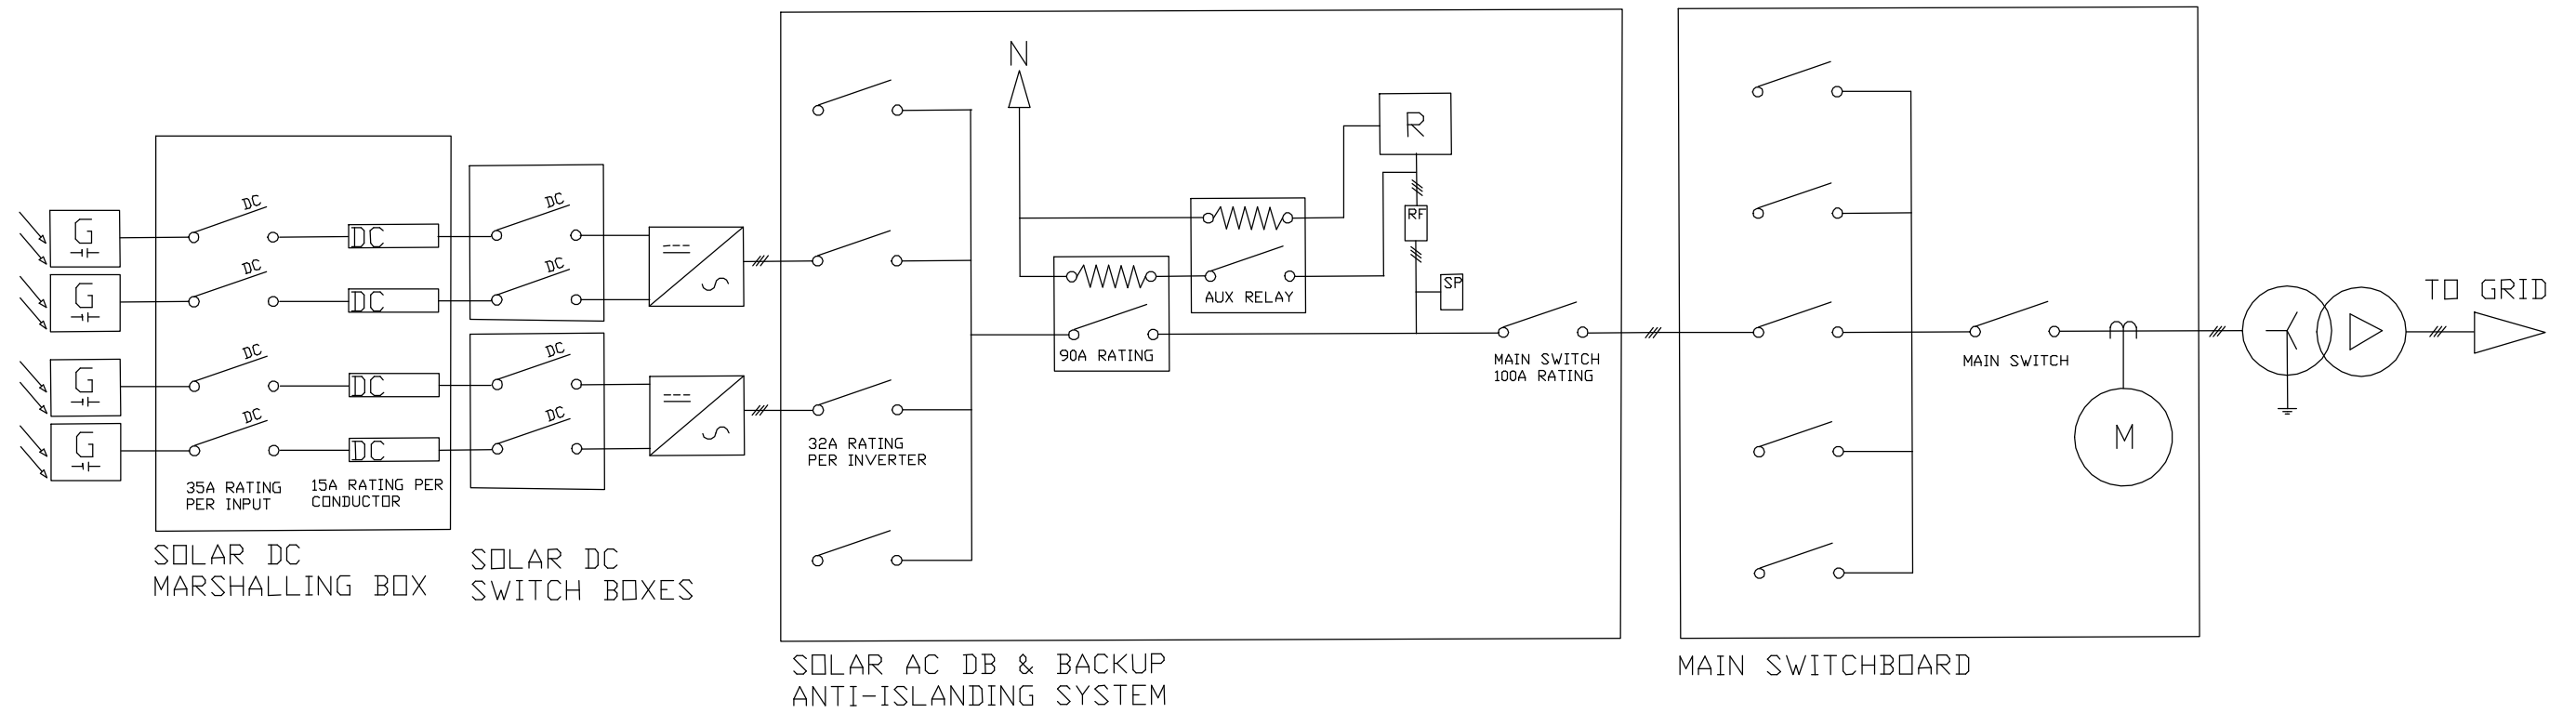 G
G
G
G
DC
DC
DC
DC
DC
DC
DC
DC
35A RATING
PER INPUT
15A RATING PER
CONDUCTOR
SOLAR DC
MARSHALLING BOX
DC
DC
DC
DC
SOLAR DC
SWITCH BOXES
32A RATING
PER INVERTER
N
90A RATING
AUX RELAY
R
RF
SP
MAIN SWITCH
100A RATING
SOLAR AC DB & BACKUP
ANTI-ISLANDING SYSTEM
MAIN SWITCH
M
MAIN SWITCHBOARD
TO GRID